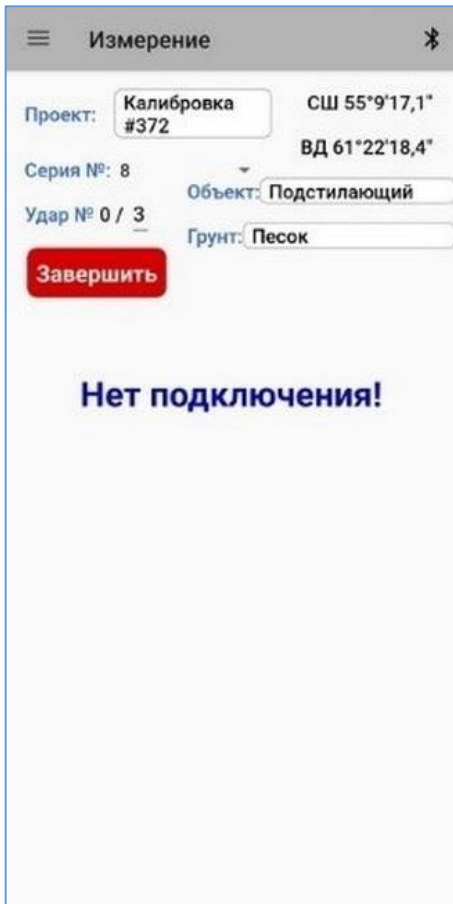 Измерение
Проект: Калибровка #372
СШ 55°9'17,1"
ВД 61°22'18,4"
Серия №: 8
Объект: Подстилающий
Удар № 0 / 3
Грунт: Песок
Завершить
Нет подключения!